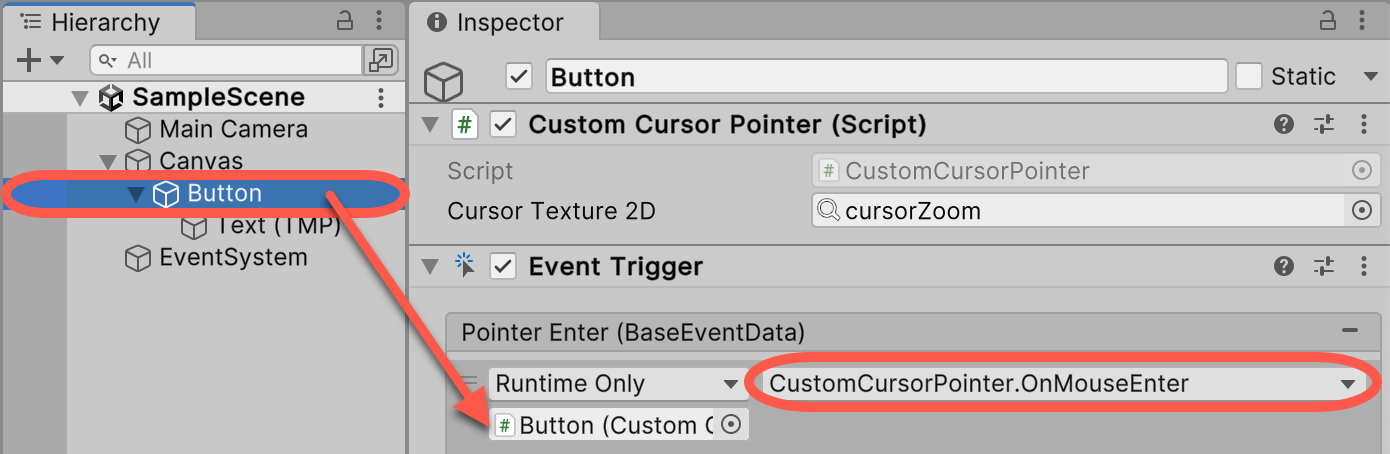 Hierarchy
All
SampleScene
Main Camera
Canvas
Button
Text (TMP)
EventSystem
Inspector
Button
Static
# Custom Cursor Pointer (Script)
Script
# CustomCursorPointer
Cursor Texture 2D
cursorZoom
Event Trigger
Pointer Enter (BaseEventData)
Runtime Only
CustomCursorPointer.OnMouseEnter
# Button (Custom C